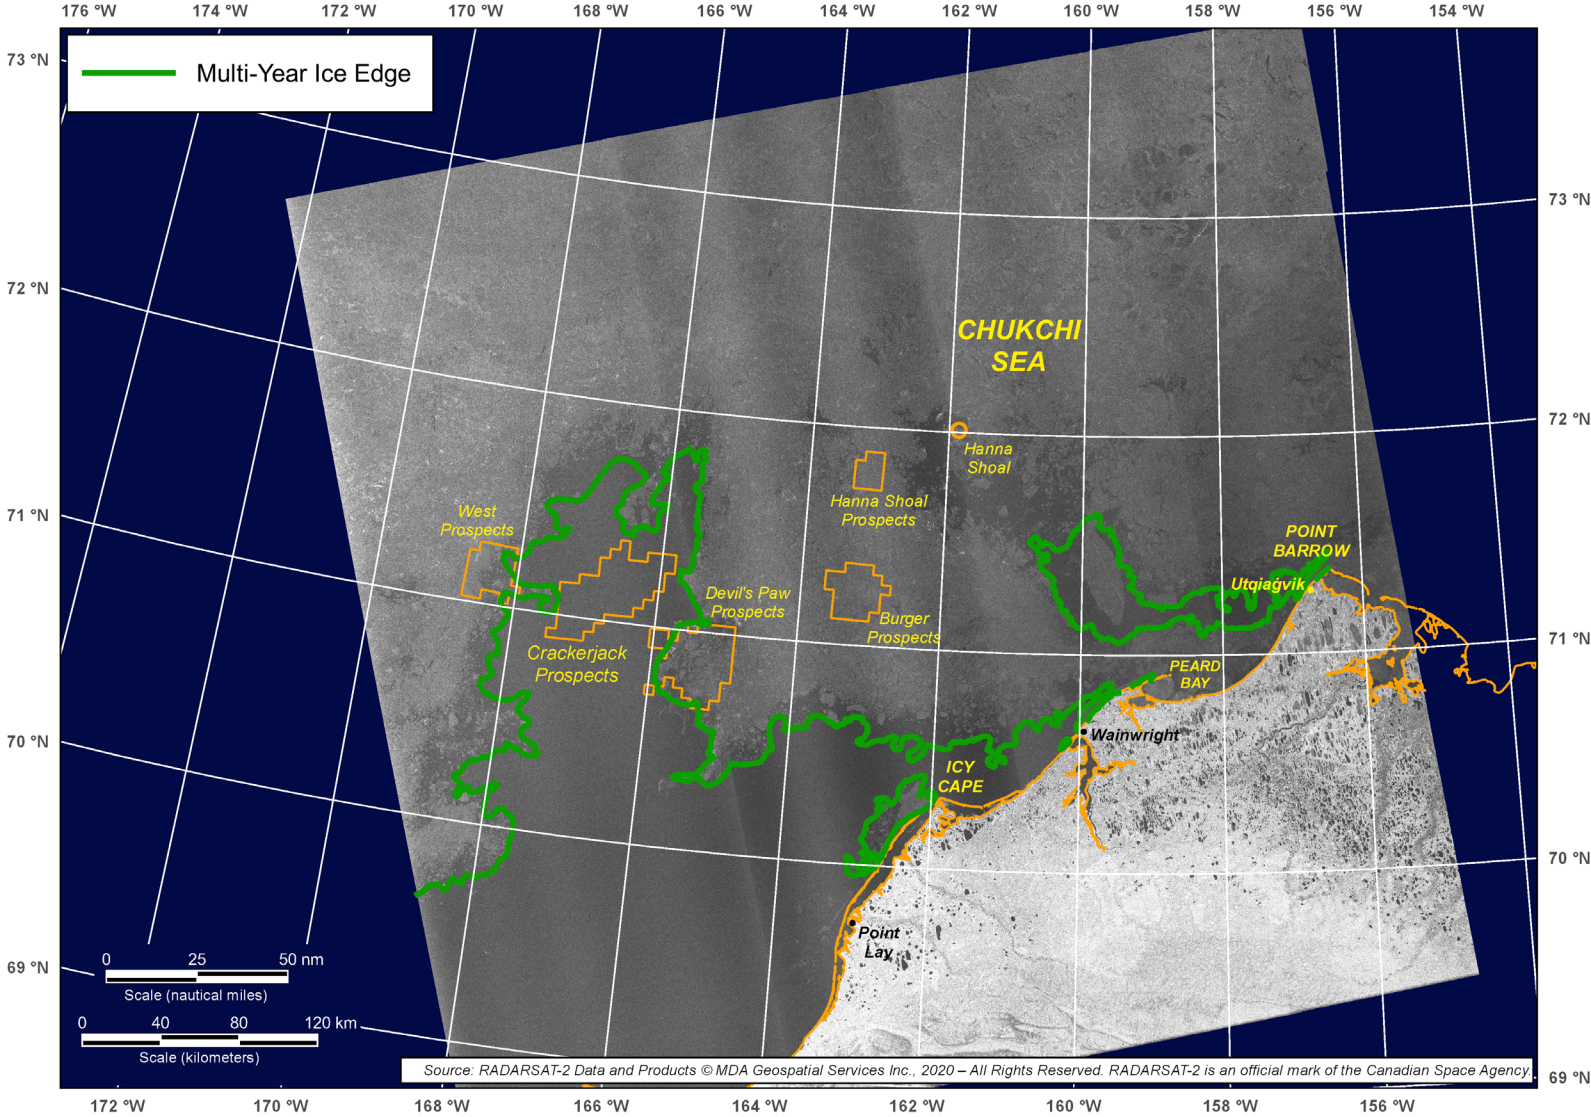 176 °W 174 °W 172 °W 170 °W 168 °W 166 °W 164 °W 162 °W 160 °W 158 °W 156 °W 154 °W
Multi-Year Ice Edge
73 °N
73 °N
72 °N
CHUKCHI
SEA
72 °N
Hanna
Shoal
Hanna Shoal
Prospects
West
Prospects
71 °N
POINT
BARROW
Utqiaġvik
Devil's Paw
Prospects
Burger
Prospects
71 °N
Crackerjack
Prospects
PEARD
BAY
Wainwright
70 °N
ICY
CAPE
70 °N
Point
Lay
69 °N
0 25 50 nm
Scale (nautical miles)
0 40 80 120 km
Scale (kilometers)
Source: RADARSAT-2 Data and Products © MDA Geospatial Services Inc., 2020 – All Rights Reserved. RADARSAT-2 is an official mark of the Canadian Space Agency.
69 °N
172 °W 170 °W 168 °W 166 °W 164 °W 162 °W 160 °W 158 °W 156 °W